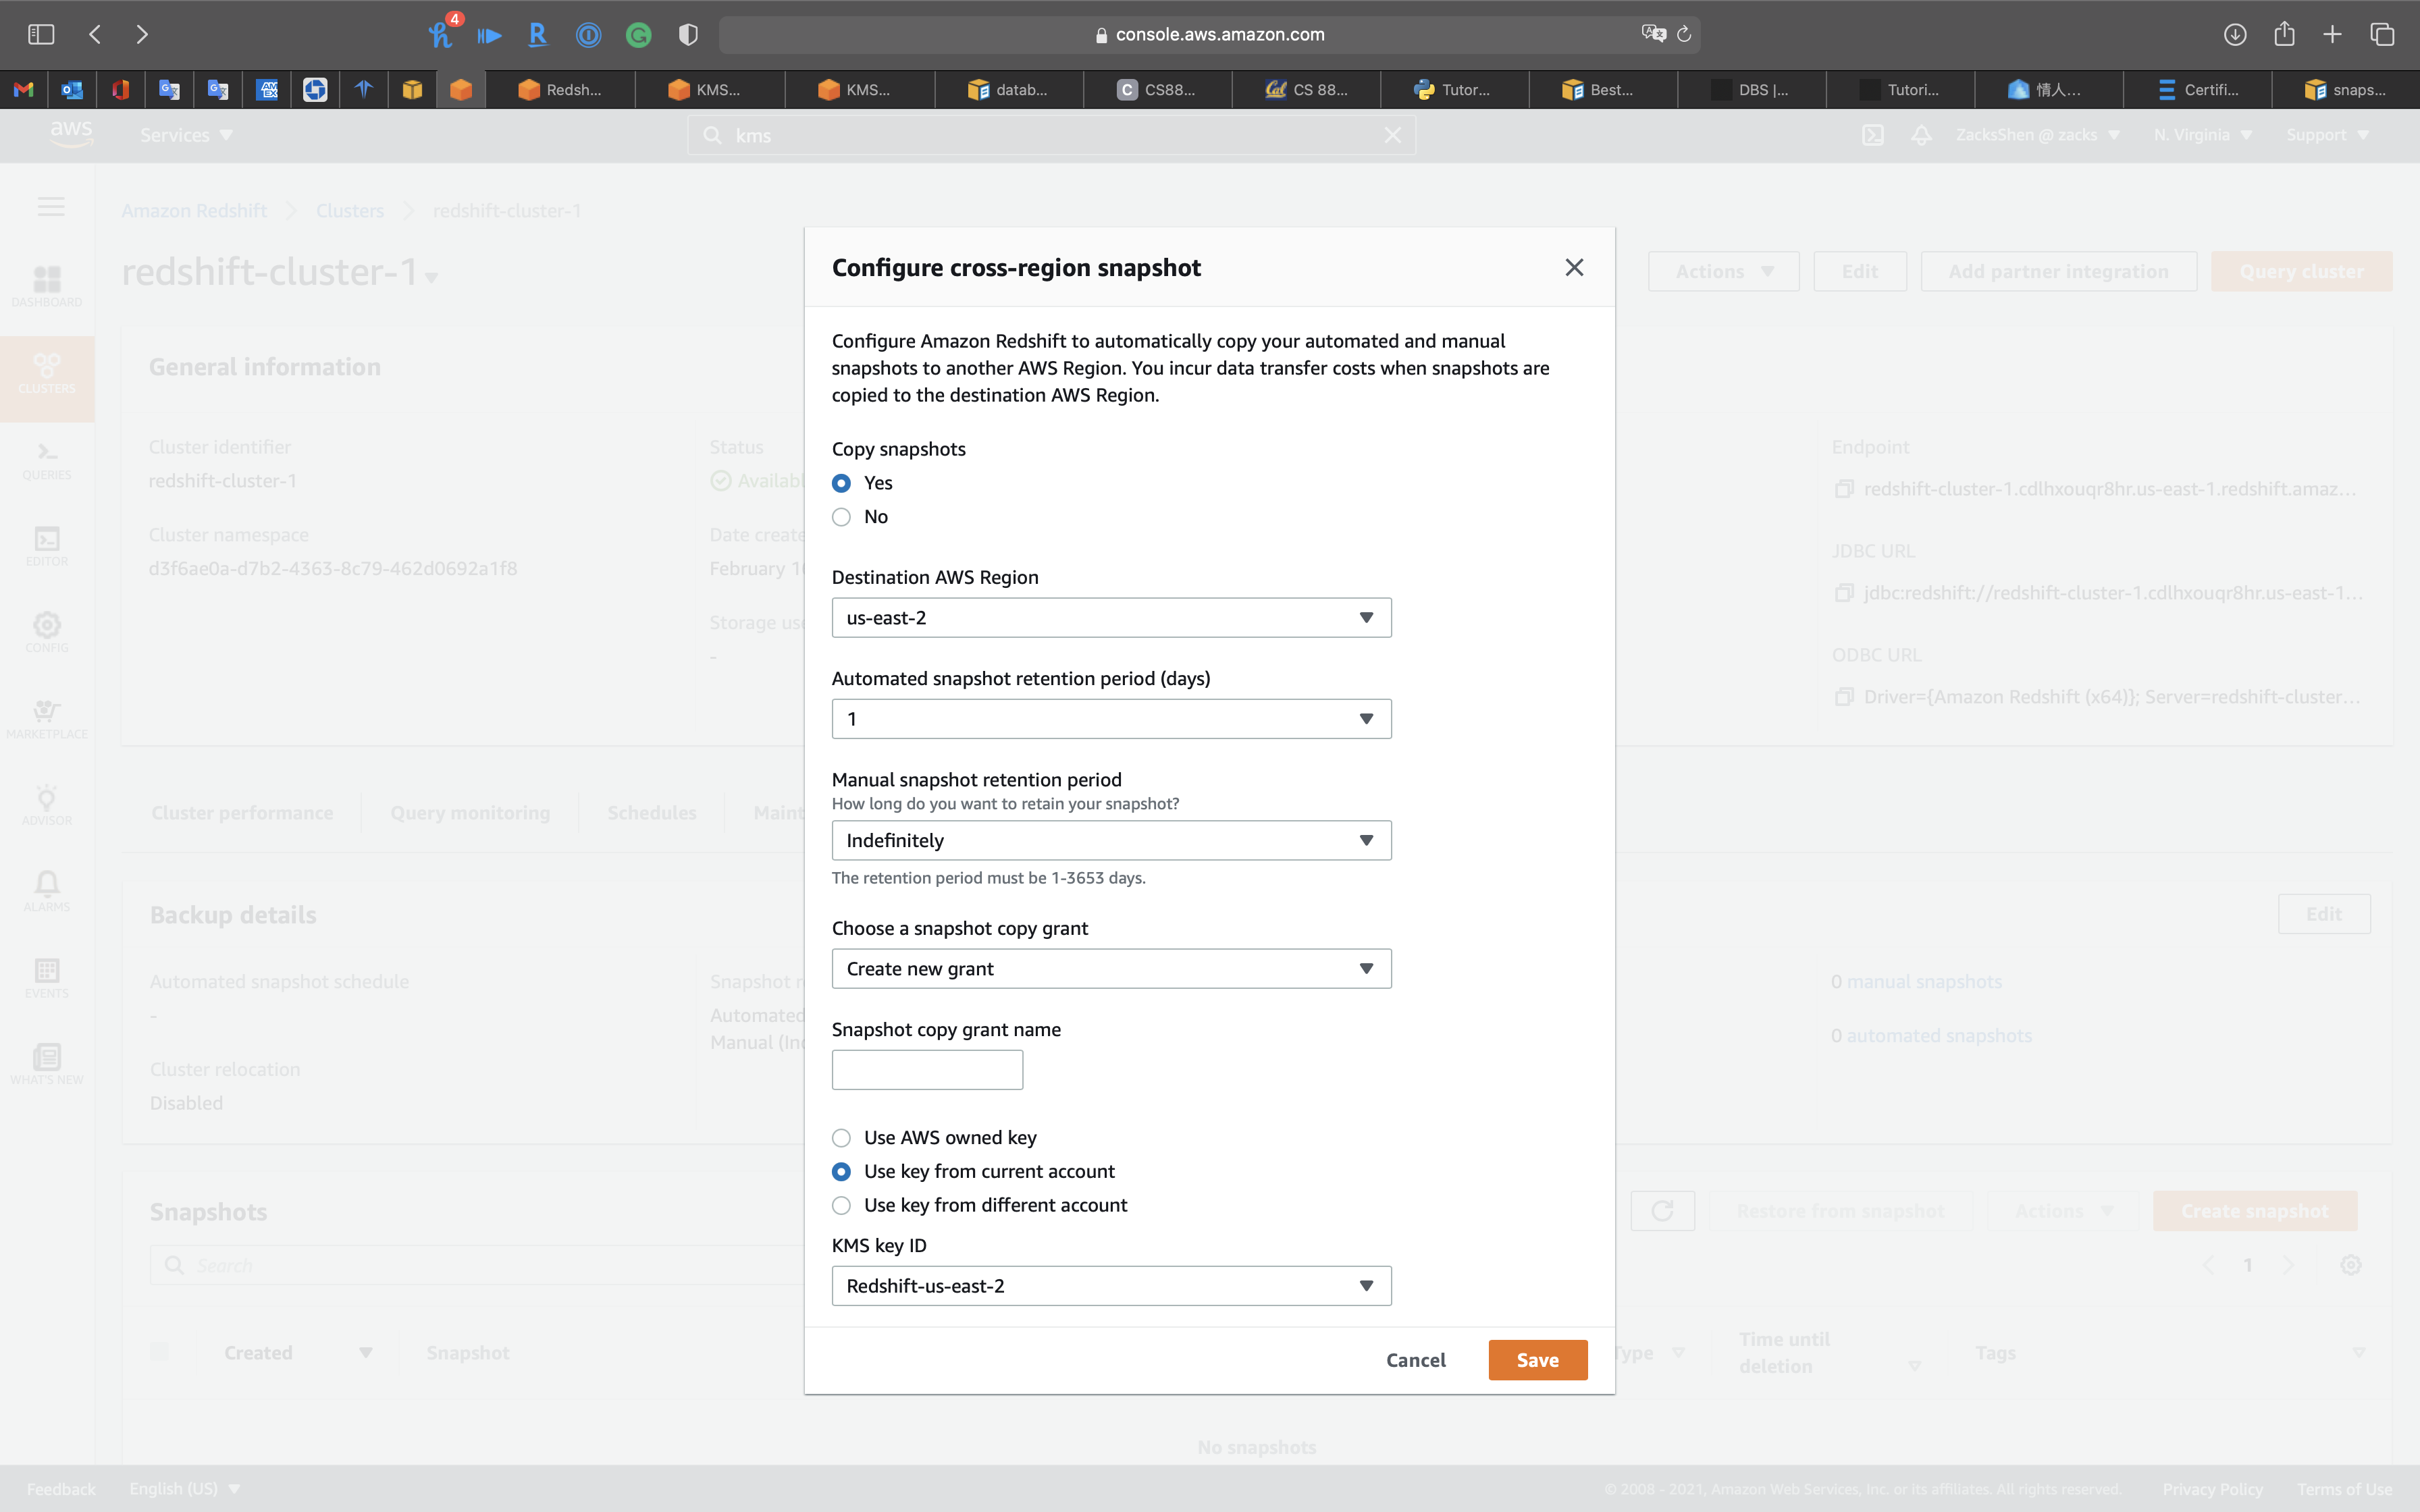 4
console.aws.amazon.com
Redsh...
KMS...
KMS...
datab...
CS88...
CS 88...
Tutor...
Best...
DBS |...
Tutori...
情人...
Certifi...
snaps...
aws
Services
kms
ZacksShen @ zacks
N. Virginia
Support
Amazon Redshift
Clusters
redshift-cluster-1
redshift-cluster-1
Actions
Edit
Add partner integration
Query cluster
DASHBOARD
CLUSTERS
QUERIES
EDITOR
CONFIG
MARKETPLACE
ADVISOR
ALARMS
EVENTS
WHAT'S NEW
General information
Cluster identifier
redshift-cluster-1
Cluster namespace
d3f6ae0a-d7b2-4363-8c79-462d0692a1f8
Status
Date create
February
Storage
-
Endpoint
redshift-cluster-1.cdlhxouqr8hr.us-east-1.redshift.amaz...
JDBC URL
jdbc:redshift://redshift-cluster-1.cdlhxouqr8hr.us-east-1...
ODBC URL
Driver={Amazon Redshift (x64)}; Server=redshift-cluster...
Cluster performance
Query monitoring
Schedules
Maint
Backup details
Edit
Automated snapshot schedule
-
Cluster relocation
Disabled
Snapshot
Automated
Manual
0 manual snapshots
0 automated snapshots
Snapshots
Restore from snapshot
Actions
Create snapshot
Search
1
Created
Snapshot
Type
Time until
deletion
Tags
No snapshots
Configure cross-region snapshot
Configure Amazon Redshift to automatically copy your automated and manual
snapshots to another AWS Region. You incur data transfer costs when snapshots are
copied to the destination AWS Region.
Copy snapshots
Yes
No
Destination AWS Region
us-east-2
Automated snapshot retention period (days)
1
Manual snapshot retention period
How long do you want to retain your snapshot?
Indefinitely
The retention period must be 1-3653 days.
Choose a snapshot copy grant
Create new grant
Snapshot copy grant name
Use AWS owned key
Use key from current account
Use key from different account
KMS key ID
Redshift-us-east-2
Cancel
Save
Feedback
English (US)
© 2008 - 2021, Amazon Web Services, Inc. or its affiliates. All rights reserved.
Privacy Policy
Terms of Use